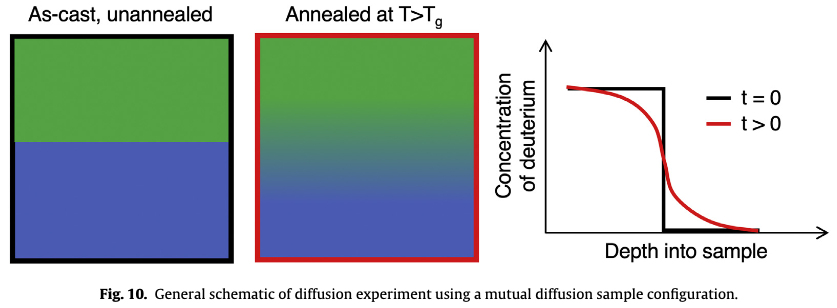 As-cast, unannealed
Annealed at T>Tg
Concentration
of deuterium
t = 0
t > 0
Depth into sample
Fig. 10. General schematic of diffusion experiment using a mutual diffusion sample configuration.